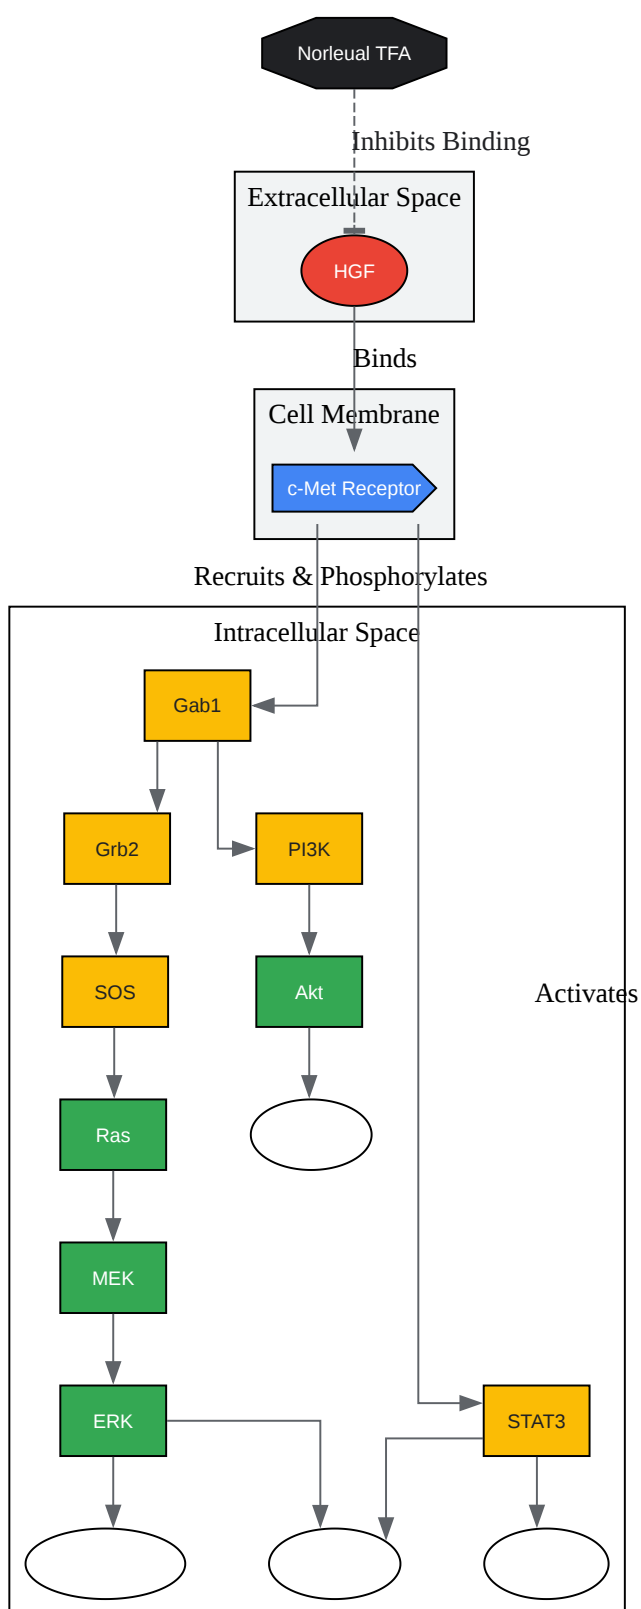 Norleual TFA
Inhibits Binding
Extracellular Space
HGF
Binds
Cell Membrane
c-Met Receptor
Recruits & Phosphorylates
Intracellular Space
Gab1
Grb2
PI3K
SOS
Akt
Activates
Ras
MEK
ERK
STAT3